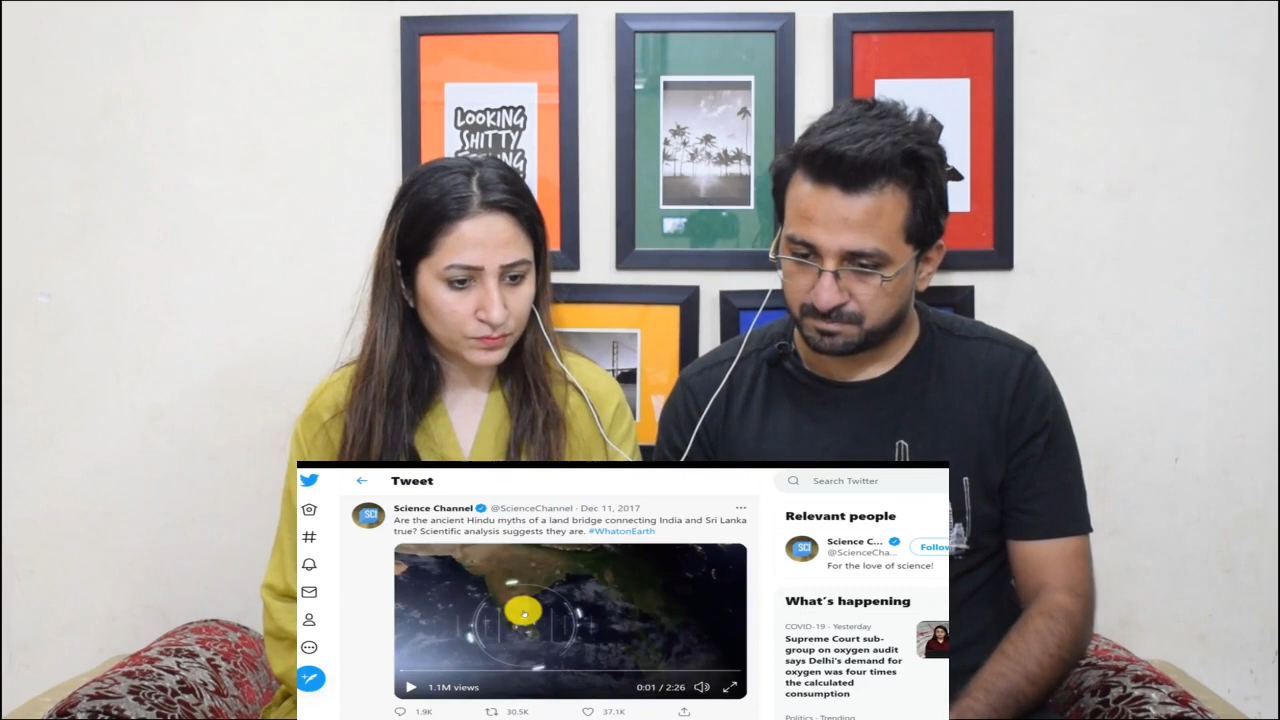 LOOKING
SHITTY
Tweet
Search Twitter
SCI
Science Channel @ScienceChannel · Dec 11, 2017
Are the ancient Hindu myths of a land bridge connecting India and Sri Lanka
true? Scientific analysis suggests they are. #WhatonEarth
1.1M views
0:01 / 2:26
1.9K
30.5K
37.1K
Relevant people
SCI
Science C...
@ScienceCha...
Follow
For the love of science!
What's happening
COVID-19 · Yesterday
Supreme Court sub-
group on oxygen audit
says Delhi's demand for
oxygen was four times
the calculated
consumption
Politics · Trending